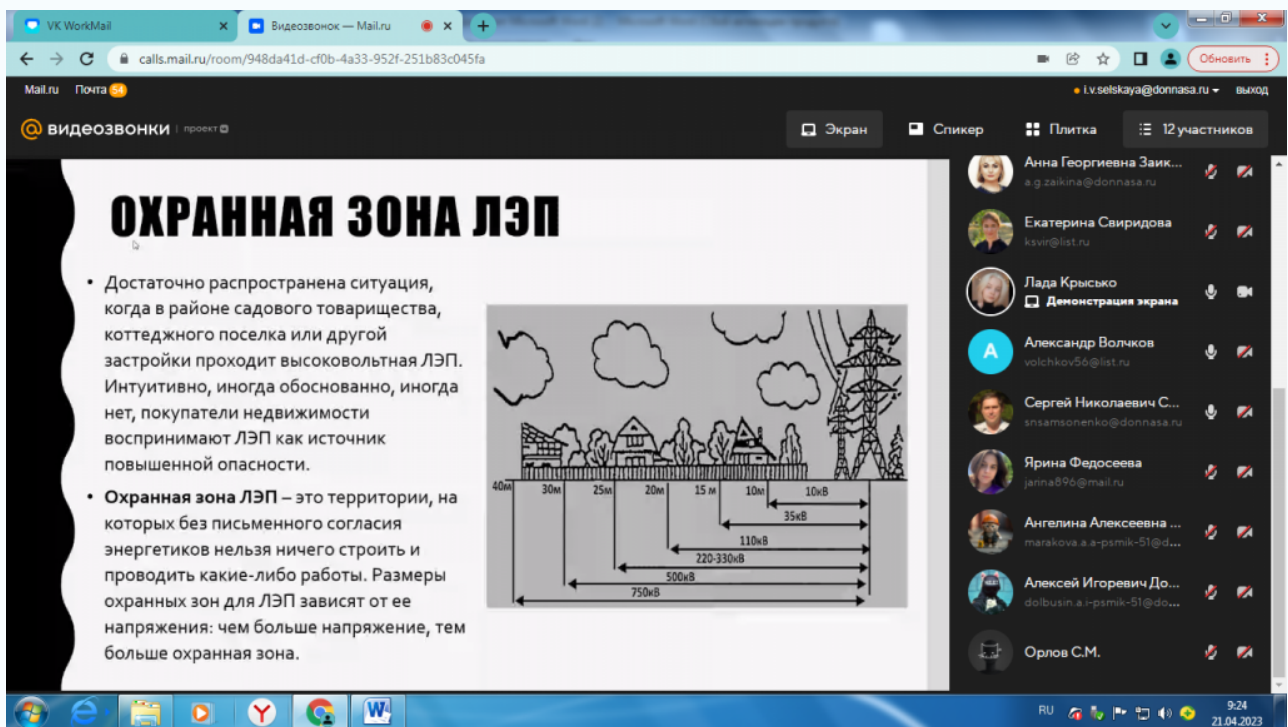 VK WorkMail
Видеозвонок — Mail.ru
calls.mail.ru/room/948da41d-cf0b-4a33-952f-251b83c045fa
Обновить
Mail.ru Почта 54
i.v.selskaya@donnasa.ru
выход
ВИДЕОЗВОНКИ проект
Экран
Спикер
Плитка
12 участников
ОХРАННАЯ ЗОНА ЛЭП
• Достаточно распространена ситуация,
когда в районе садового товарищества,
коттеджного поселка или другой
застройки проходит высоковольтная ЛЭП.
Интуитивно, иногда обоснованно, иногда
нет, покупатели недвижимости
воспринимают ЛЭП как источник
повышенной опасности.
• Охранная зона ЛЭП – это территории, на
которых без письменного согласия
энергетиков нельзя ничего строить и
проводить какие-либо работы. Размеры
охранных зон для ЛЭП зависят от ее
напряжения: чем больше напряжение, тем
больше охранная зона.
40м 30м 25м 20м 15 м 10м 10кВ
35кВ
110кВ
220-330кВ
500кВ
750кВ
Анна Георгиевна Заик...
a.g.zaikina@donnasa.ru
Екатерина Свиридова
ksvir@list.ru
Лада Крысько
Демонстрация экрана
А
Александр Волчков
volchkov56@list.ru
Сергей Николаевич С...
snsamsonenko@donnasa.ru
Ярина Федосеева
jarina896@mail.ru
Ангелина Алексеевна ...
marakova.a.a-psmik-51@d...
Алексей Игоревич До...
dolbusin.a.i-psmik-51@do...
Орлов С.М.
RU
9:24
21.04.2023